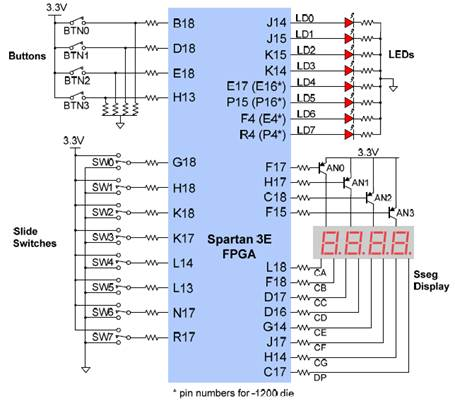 3.3V
BTN0
BTN1
BTN2
BTN3
Buttons
B18
D18
E18
H13
J14 LD0
J15 LD1
K15 LD2
K14 LD3
E17 (E16*) LD4
P15 (P16*) LD5
F4 (E4*) LD6
R4 (P4*) LD7
LEDs
3.3V
SW0
SW1
SW2
SW3
SW4
SW5
SW6
SW7
Slide
Switches
G18
H18
K18
K17
L14
L13
N17
R17
Spartan 3E
FPGA
3.3V
F17 AN0
H17 AN1
C18 AN2
F15 AN3
8.8.8.8.
Sseg
Display
L18 CA
F18 CB
D17 CC
D16 CD
G14 CE
J17 CF
H14 CG
C17 DP
* pin numbers for -1200 die